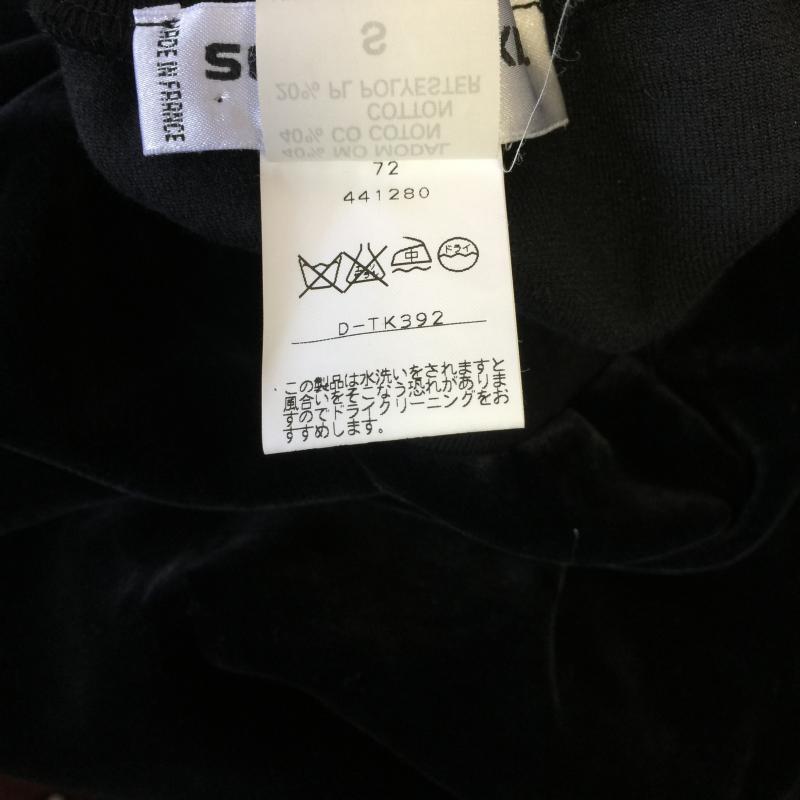 MADE IN FRANCE
S
20% PL POLYESTER
COTTON
40% CO COTON
40% MO MODAL
72
441280
中 ドライ
D-TK392
この製品は水洗いをされますと
風合いをそこなう恐れがありま
すのでドライクリーニングをお
すすめします。